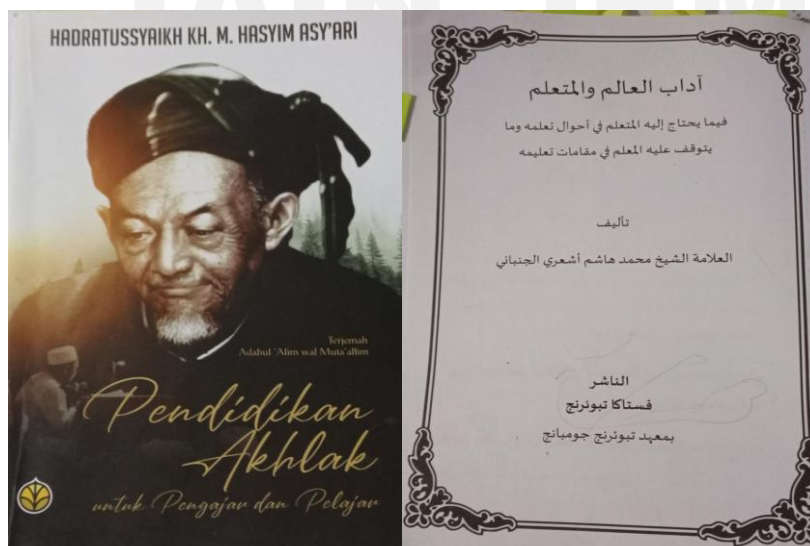 HADRATUSSYAIKH KH. M. HASYIM ASY'ARI
Terjemah
Adabul 'Alim wal Muta'allim
Pendidikan
Akhlak
untuk Pengajar dan Pelajar
آداب العالم والمتعلم
فيما يحتاج إليه المتعلم في أحوال تعلمه وما
يتوقف عليه المعلم في مقامات تعليمه
تأليف
العلامة الشيخ محمد هاشم أشعري الجنباني
الناشر
فستاكا تبوئرنج
بمعهد تبوئرنج جومبانج